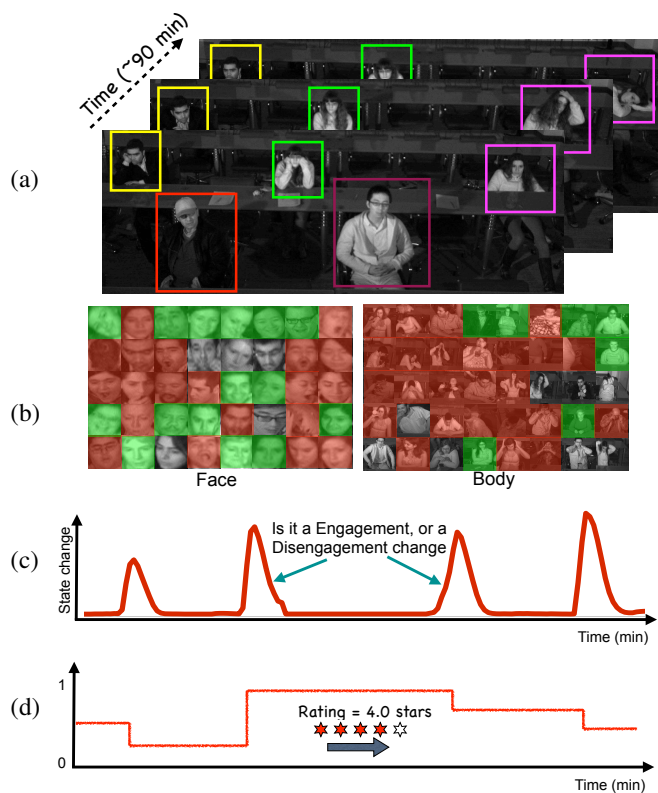 Time (~90 min)
(a)
(b)
Face
Body
(c)
State change
Is it a Engagement, or a
Disengagement change
Time (min)
(d)
1
Rating = 4.0 stars
0
Time (min)